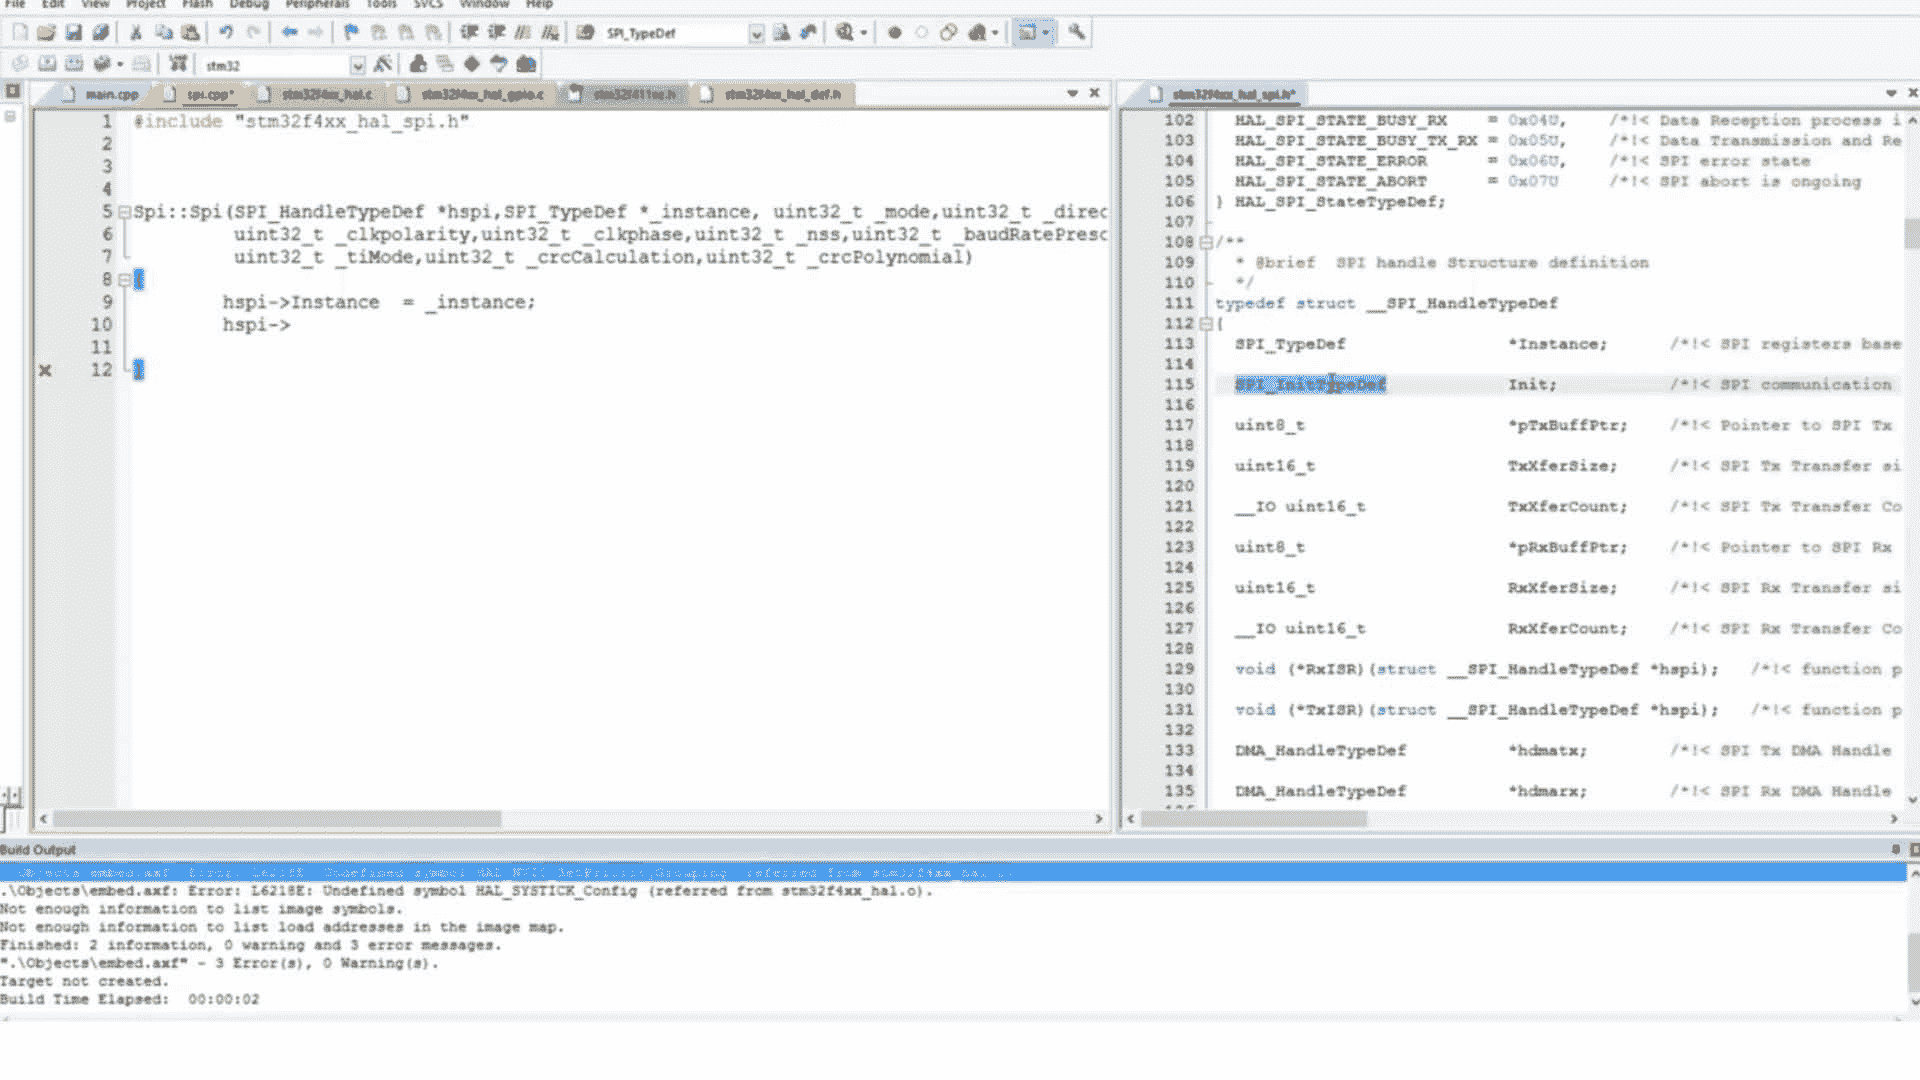 File Edit View Project Flash Debug Peripherals Tools SVCS Window Help
SPI_TypeDef
stm32
main.cpp spi.cpp* stm32f4xx_hal.c stm32f4xx_hal_gpio.c stm32f411xe.h stm32f4xx_hal_def.h
1 #include "stm32f4xx_hal_spi.h"
2
3
4
5 Spi::Spi(SPI_HandleTypeDef *hspi,SPI_TypeDef *_instance, uint32_t _mode,uint32_t _direc
6 uint32_t _clkpolarity,uint32_t _clkphase,uint32_t _nss,uint32_t _baudRatePresc
7 uint32_t _tiMode,uint32_t _crcCalculation,uint32_t _crcPolynomial)
8 {
9 hspi->Instance = _instance;
10 hspi->
11
12 }
stm32f4xx_hal_spi.h*
102 HAL_SPI_STATE_BUSY_RX = 0x04U, /*!< Data Reception process i
103 HAL_SPI_STATE_BUSY_TX_RX = 0x05U, /*!< Data Transmission and Re
104 HAL_SPI_STATE_ERROR = 0x06U, /*!< SPI error state
105 HAL_SPI_STATE_ABORT = 0x07U /*!< SPI abort is ongoing
106 } HAL_SPI_StateTypeDef;
107
108 /**
109 * @brief SPI handle Structure definition
110 */
111 typedef struct __SPI_HandleTypeDef
112 {
113 SPI_TypeDef *Instance; /*!< SPI registers base
114
115 SPI_InitTypeDef Init; /*!< SPI communication
116
117 uint8_t *pTxBuffPtr; /*!< Pointer to SPI Tx
118
119 uint16_t TxXferSize; /*!< SPI Tx Transfer si
120
121 __IO uint16_t TxXferCount; /*!< SPI Tx Transfer Co
122
123 uint8_t *pRxBuffPtr; /*!< Pointer to SPI Rx
124
125 uint16_t RxXferSize; /*!< SPI Rx Transfer si
126
127 __IO uint16_t RxXferCount; /*!< SPI Rx Transfer Co
128
129 void (*RxISR)(struct __SPI_HandleTypeDef *hspi); /*!< function p
130
131 void (*TxISR)(struct __SPI_HandleTypeDef *hspi); /*!< function p
132
133 DMA_HandleTypeDef *hdmatx; /*!< SPI Tx DMA Handle
134
135 DMA_HandleTypeDef *hdmarx; /*!< SPI Rx DMA Handle
Build Output
.\Objects\embed.axf: Error: L6218E: Undefined symbol HAL_SYSTICK_Config (referred from stm32f4xx_hal.o).
Not enough information to list image symbols.
Not enough information to list load addresses in the image map.
Finished: 2 information, 0 warning and 3 error messages.
".\Objects\embed.axf" - 3 Error(s), 0 Warning(s).
Target not created.
Build Time Elapsed: 00:00:02